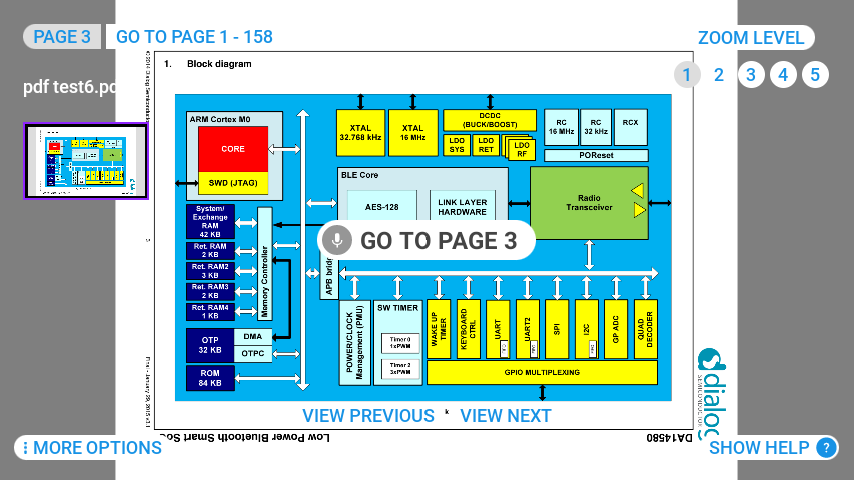 PAGE 3
GO TO PAGE 1 - 158
ZOOM LEVEL
1 2 3 4 5
pdf test6.pd
1. Block diagram
ARM Cortex M0
CORE
SWD (JTAG)
XTAL
32.768 kHz
XTAL
16 MHz
DCDC
(BUCK/BOOST)
LDO
SYS
LDO
RET
LDO
RF
RC
16 MHz
RC
32 kHz
RCX
POReset
BLE Core
AES-128
LINK LAYER
HARDWARE
Radio
Transceiver
System/
Exchange
RAM
42 KB
Ret. RAM
2 KB
Ret. RAM2
3 KB
Ret. RAM3
2 KB
Ret. RAM4
1 KB
Memory Controller
GO TO PAGE 3
APB bridg
OTP
32 KB
DMA
OTPC
ROM
84 KB
POWER/CLOCK
Management (PMU)
SW TIMER
Timer 0
1xPWM
Timer 2
3xPWM
WAKE UP
TIMER
KEYBOARD
CTRL
UART
UART2
SPI
I2C
GP ADC
QUAD
DECODER
GPIO MULTIPLEXING
VIEW PREVIOUS
VIEW NEXT
Low Power Bluetooth Smart So
DA14580
dialog
SEMICONDUCTOR
MORE OPTIONS
SHOW HELP ?